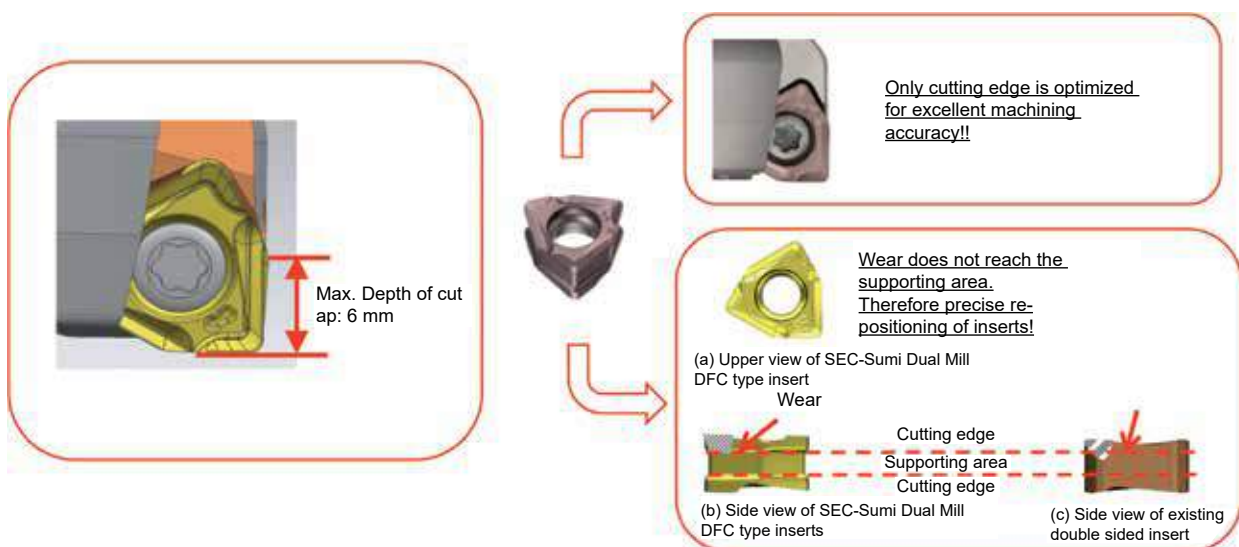 Max. Depth of cut
ap: 6 mm
Only cutting edge is optimized
for excellent machining
accuracy!!
Wear does not reach the
supporting area.
Therefore precise re-
positioning of inserts!
(a) Upper view of SEC-Sumi Dual Mill
DFC type insert
Wear
Cutting edge
Supporting area
Cutting edge
(b) Side view of SEC-Sumi Dual Mill
DFC type inserts
(c) Side view of existing
double sided insert